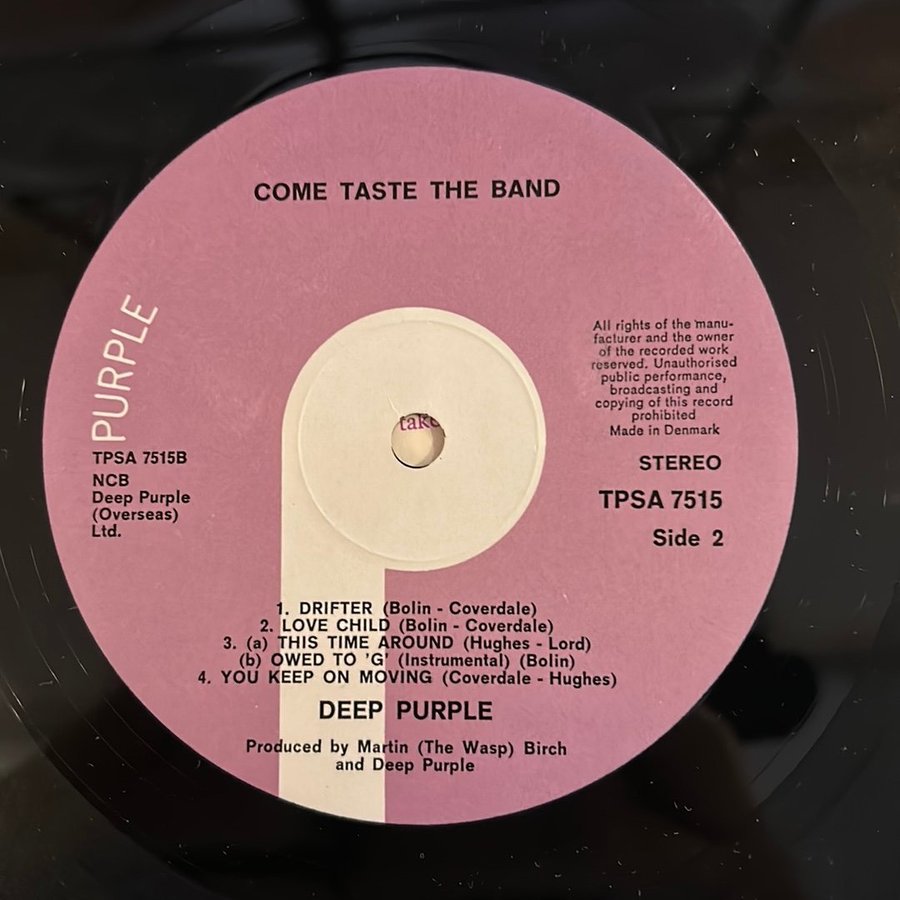 COME TASTE THE BAND
PURPLE
All rights of the manu-
facturer and the owner
of the recorded work
reserved. Unauthorised
public performance,
broadcasting and
copying of this record
prohibited
Made in Denmark
take
TPSA 7515B
NCB
Deep Purple
(Overseas)
Ltd.
STEREO
TPSA 7515
Side 2
1. DRIFTER (Bolin - Coverdale)
2. LOVE CHILD (Bolin - Coverdale)
3. (a) THIS TIME AROUND (Hughes - Lord)
(b) OWED TO 'G' (Instrumental) (Bolin)
4. YOU KEEP ON MOVING (Coverdale - Hughes)
DEEP PURPLE
Produced by Martin (The Wasp) Birch
and Deep Purple